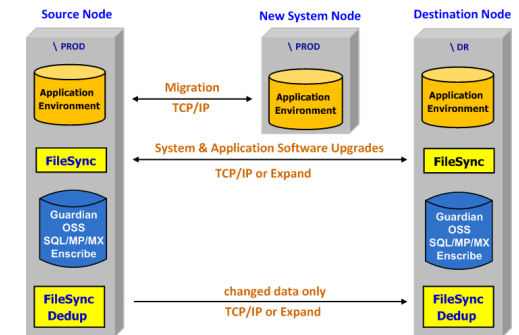 Source Node
New System Node
Destination Node
\ PROD
\ PROD
\ DR
Application
Environment
Migration
TCP/IP
Application
Environment
Application
Environment
FileSync
System & Application Software Upgrades
TCP/IP or Expand
FileSync
Guardian
OSS
SQL/MP/MX
Enscribe
Guardian
OSS
SQL/MP/MX
Enscribe
FileSync
Dedup
changed data only
TCP/IP or Expand
FileSync
Dedup